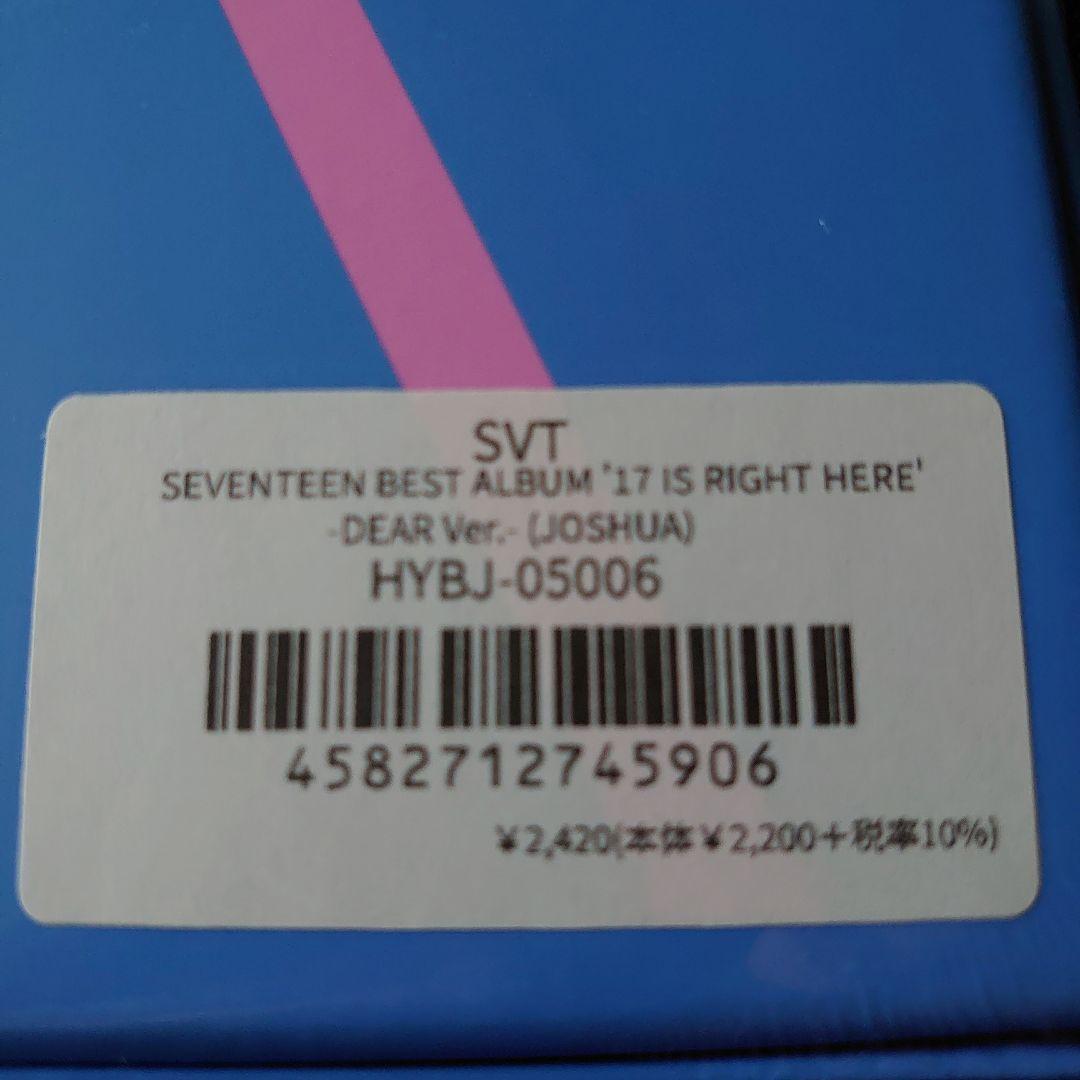 SVT
SEVENTEEN BEST ALBUM '17 IS RIGHT HERE'
-DEAR Ver.- (JOSHUA)
HYBJ-05006
4582712745906
¥2,420(本体¥2,200+税率10%)